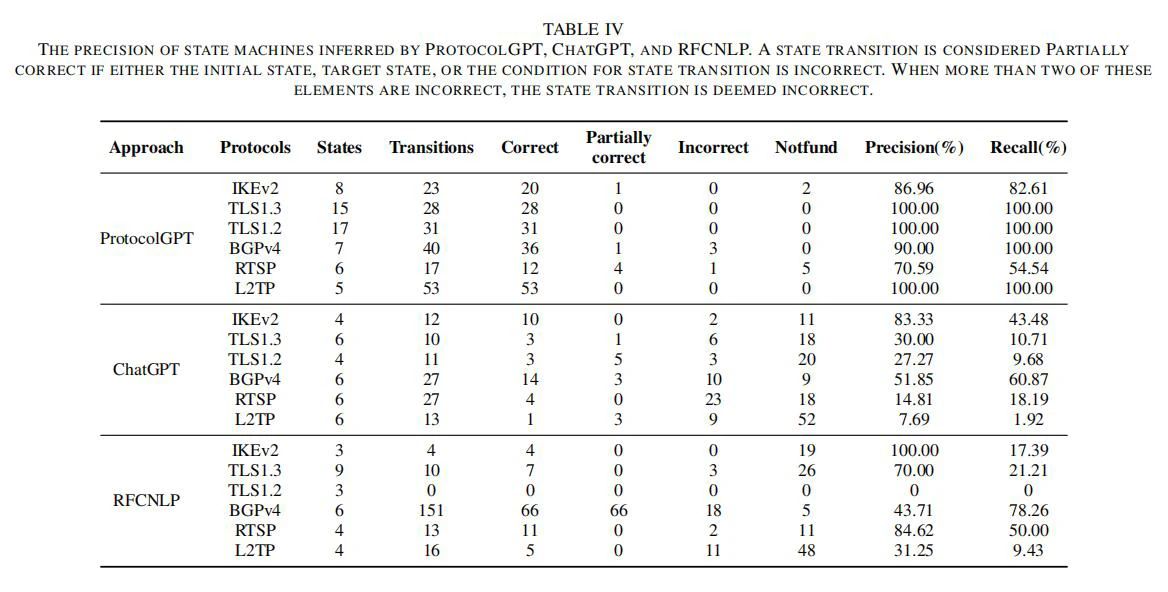 TABLE IV
THE PRECISION OF STATE MACHINES INFERRED BY PROTOCOLGPT, CHATGPT, AND RFCNLP. A STATE TRANSITION IS CONSIDERED PARTIALLY
CORRECT IF EITHER THE INITIAL STATE, TARGET STATE, OR THE CONDITION FOR STATE TRANSITION IS INCORRECT. WHEN MORE THAN TWO OF THESE
ELEMENTS ARE INCORRECT, THE STATE TRANSITION IS DEEMED INCORRECT.
Approach Protocols States Transitions Correct Partially correct Incorrect Notfund Precision(%) Recall(%)
ProtocolGPT
IKEv2 8 23 20 1 0 2 86.96 82.61
TLS1.3 15 28 28 0 0 0 100.00 100.00
TLS1.2 17 31 31 0 0 0 100.00 100.00
BGPv4 7 40 36 1 3 0 90.00 100.00
RTSP 6 17 12 4 1 5 70.59 54.54
L2TP 5 53 53 0 0 0 100.00 100.00
ChatGPT
IKEv2 4 12 10 0 2 11 83.33 43.48
TLS1.3 6 10 3 1 6 18 30.00 10.71
TLS1.2 4 11 3 5 3 20 27.27 9.68
BGPv4 6 27 14 3 10 9 51.85 60.87
RTSP 6 27 4 0 23 18 14.81 18.19
L2TP 6 13 1 3 9 52 7.69 1.92
RFCNLP
IKEv2 3 4 4 0 0 19 100.00 17.39
TLS1.3 9 10 7 0 3 26 70.00 21.21
TLS1.2 3 0 0 0 0 0 0 0
BGPv4 6 151 66 66 18 5 43.71 78.26
RTSP 4 13 11 0 2 11 84.62 50.00
L2TP 4 16 5 0 11 48 31.25 9.43